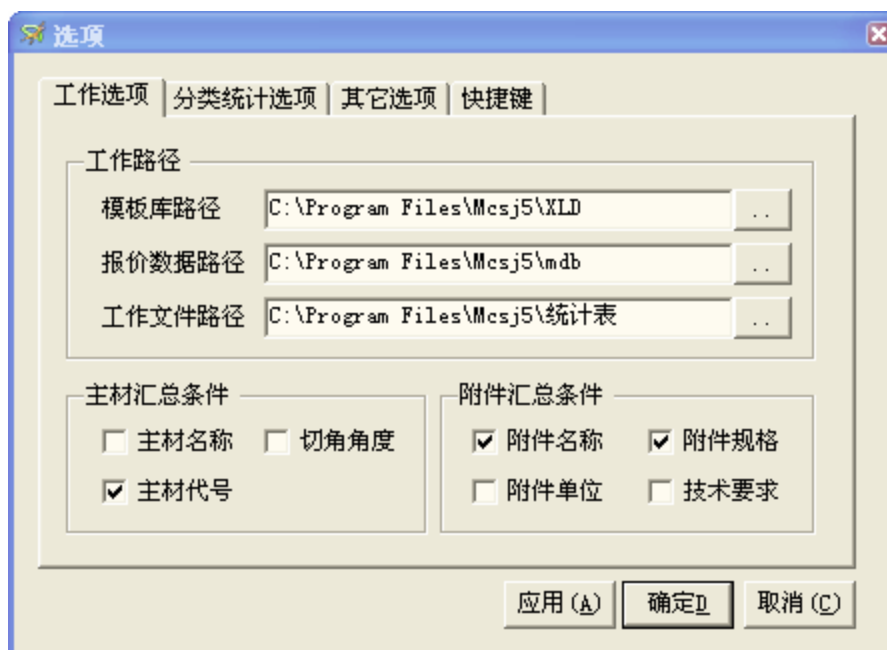 选项
工作选项 分类统计选项 其它选项 快捷键
工作路径
模板库路径 C:\Program Files\Mcsj5\XLD ..
报价数据路径 C:\Program Files\Mcsj5\mdb ..
工作文件路径 C:\Program Files\Mcsj5\统计表 ..
主材汇总条件 附件汇总条件
主材名称 切角角度 附件名称 附件规格
主材代号 附件单位 技术要求
应用(A) 确定D 取消(C)